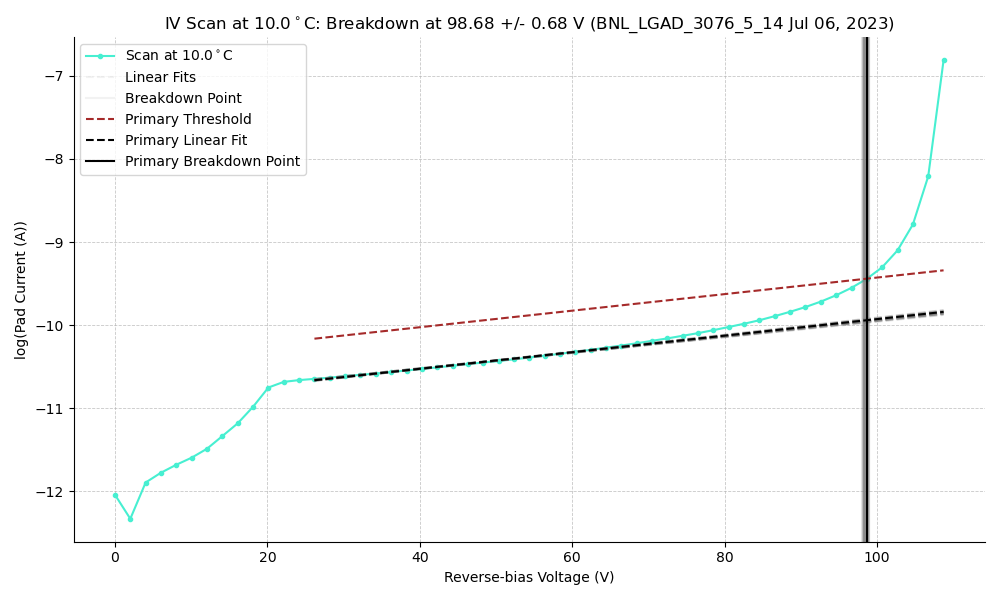 IV Scan at 10.0°C: Breakdown at 98.68 +/- 0.68 V (BNL_LGAD_3076_5_14 Jul 06, 2023)
Scan at 10.0°C
Linear Fits
Breakdown Point
Primary Threshold
Primary Linear Fit
Primary Breakdown Point
−7
−8
−9
−10
−11
−12
log(Pad Current (A))
0 20 40 60 80 100
Reverse-bias Voltage (V)